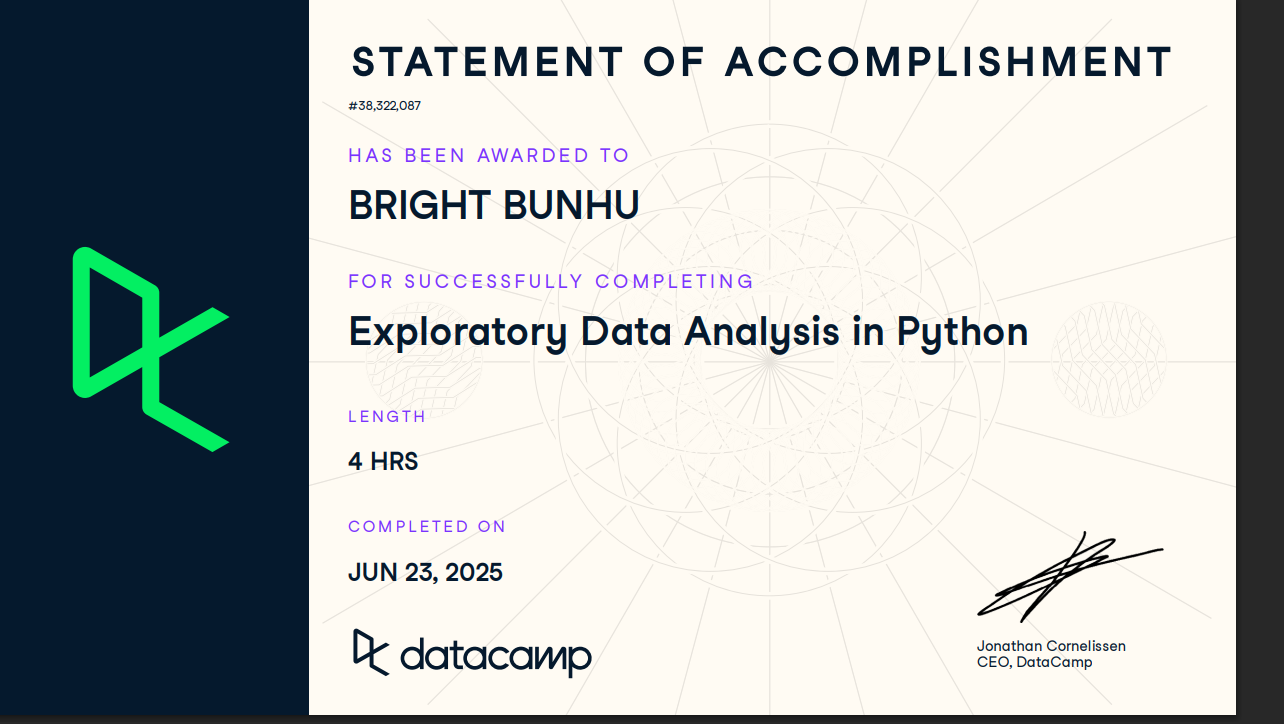 STATEMENT OF ACCOMPLISHMENT
#38,322,087
HAS BEEN AWARDED TO
BRIGHT BUNHU
FOR SUCCESSFULLY COMPLETING
Exploratory Data Analysis in Python
LENGTH
4 HRS
COMPLETED ON
JUN 23, 2025
datacamp
Jonathan Cornelissen
CEO, DataCamp